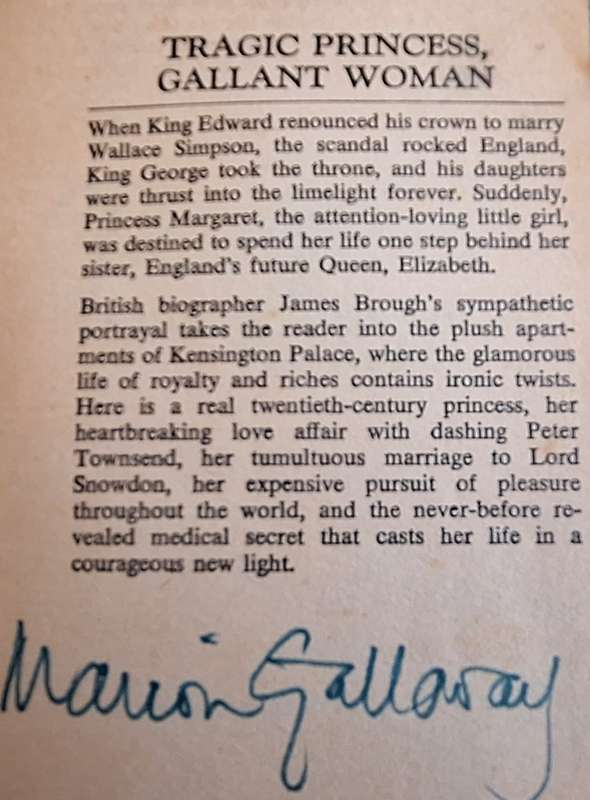 TRAGIC PRINCESS,
GALLANT WOMAN
When King Edward renounced his crown to marry
Wallace Simpson, the scandal rocked England,
King George took the throne, and his daughters
were thrust into the limelight forever. Suddenly,
Princess Margaret, the attention-loving little girl,
was destined to spend her life one step behind her
sister, England's future Queen, Elizabeth.
British biographer James Brough's sympathetic
portrayal takes the reader into the plush apart-
ments of Kensington Palace, where the glamorous
life of royalty and riches contains ironic twists.
Here is a real twentieth-century princess, her
heartbreaking love affair with dashing Peter
Townsend, her tumultuous marriage to Lord
Snowdon, her expensive pursuit of pleasure
throughout the world, and the never-before re-
vealed medical secret that casts her life in a
courageous new light.
Marion Gallaway